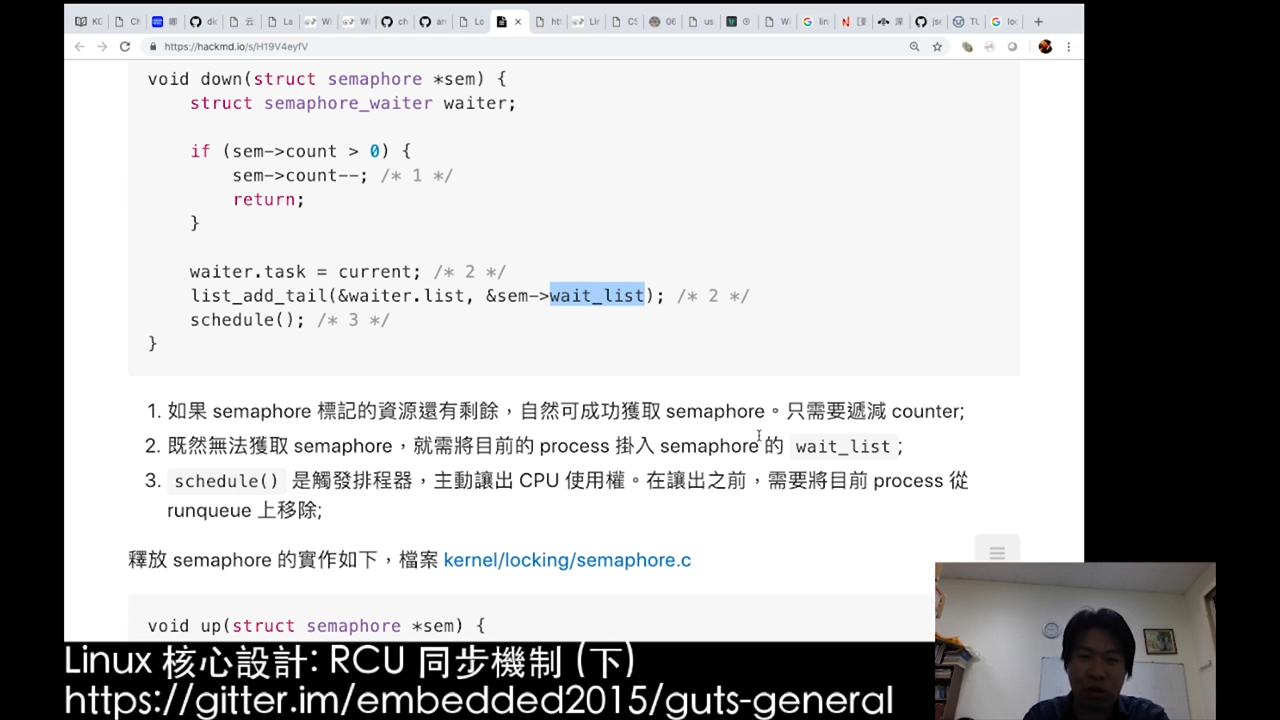 https://hackmd.io/s/H19V4eyfV
void down(struct semaphore *sem) {
struct semaphore_waiter waiter;
if (sem->count > 0) {
sem->count--; /* 1 */
return;
}
waiter.task = current; /* 2 */
list_add_tail(&waiter.list, &sem->wait_list); /* 2 */
schedule(); /* 3 */
}
1. 如果 semaphore 標記的資源還有剩餘，自然可成功獲取 semaphore。只需要遞減 counter;
2. 既然無法獲取 semaphore，就需將目前的 process 掛入 semaphore 的 wait_list;
3. schedule() 是觸發排程器，主動讓出 CPU 使用權。在讓出之前，需要將目前 process 從
runqueue 上移除;
釋放 semaphore 的實作如下，檔案 kernel/locking/semaphore.c
void up(struct semaphore *sem) {
Linux 核心設計: RCU 同步機制 (下)
https://gitter.im/embedded2015/guts-general